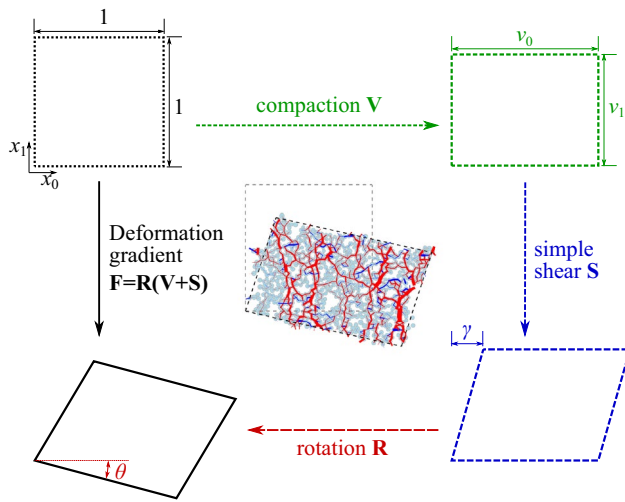 1
v₀
1
compaction V
v₁
x₁
x₀
Deformation
gradient
F=R(V+S)
simple
shear S
γ
rotation R
θ